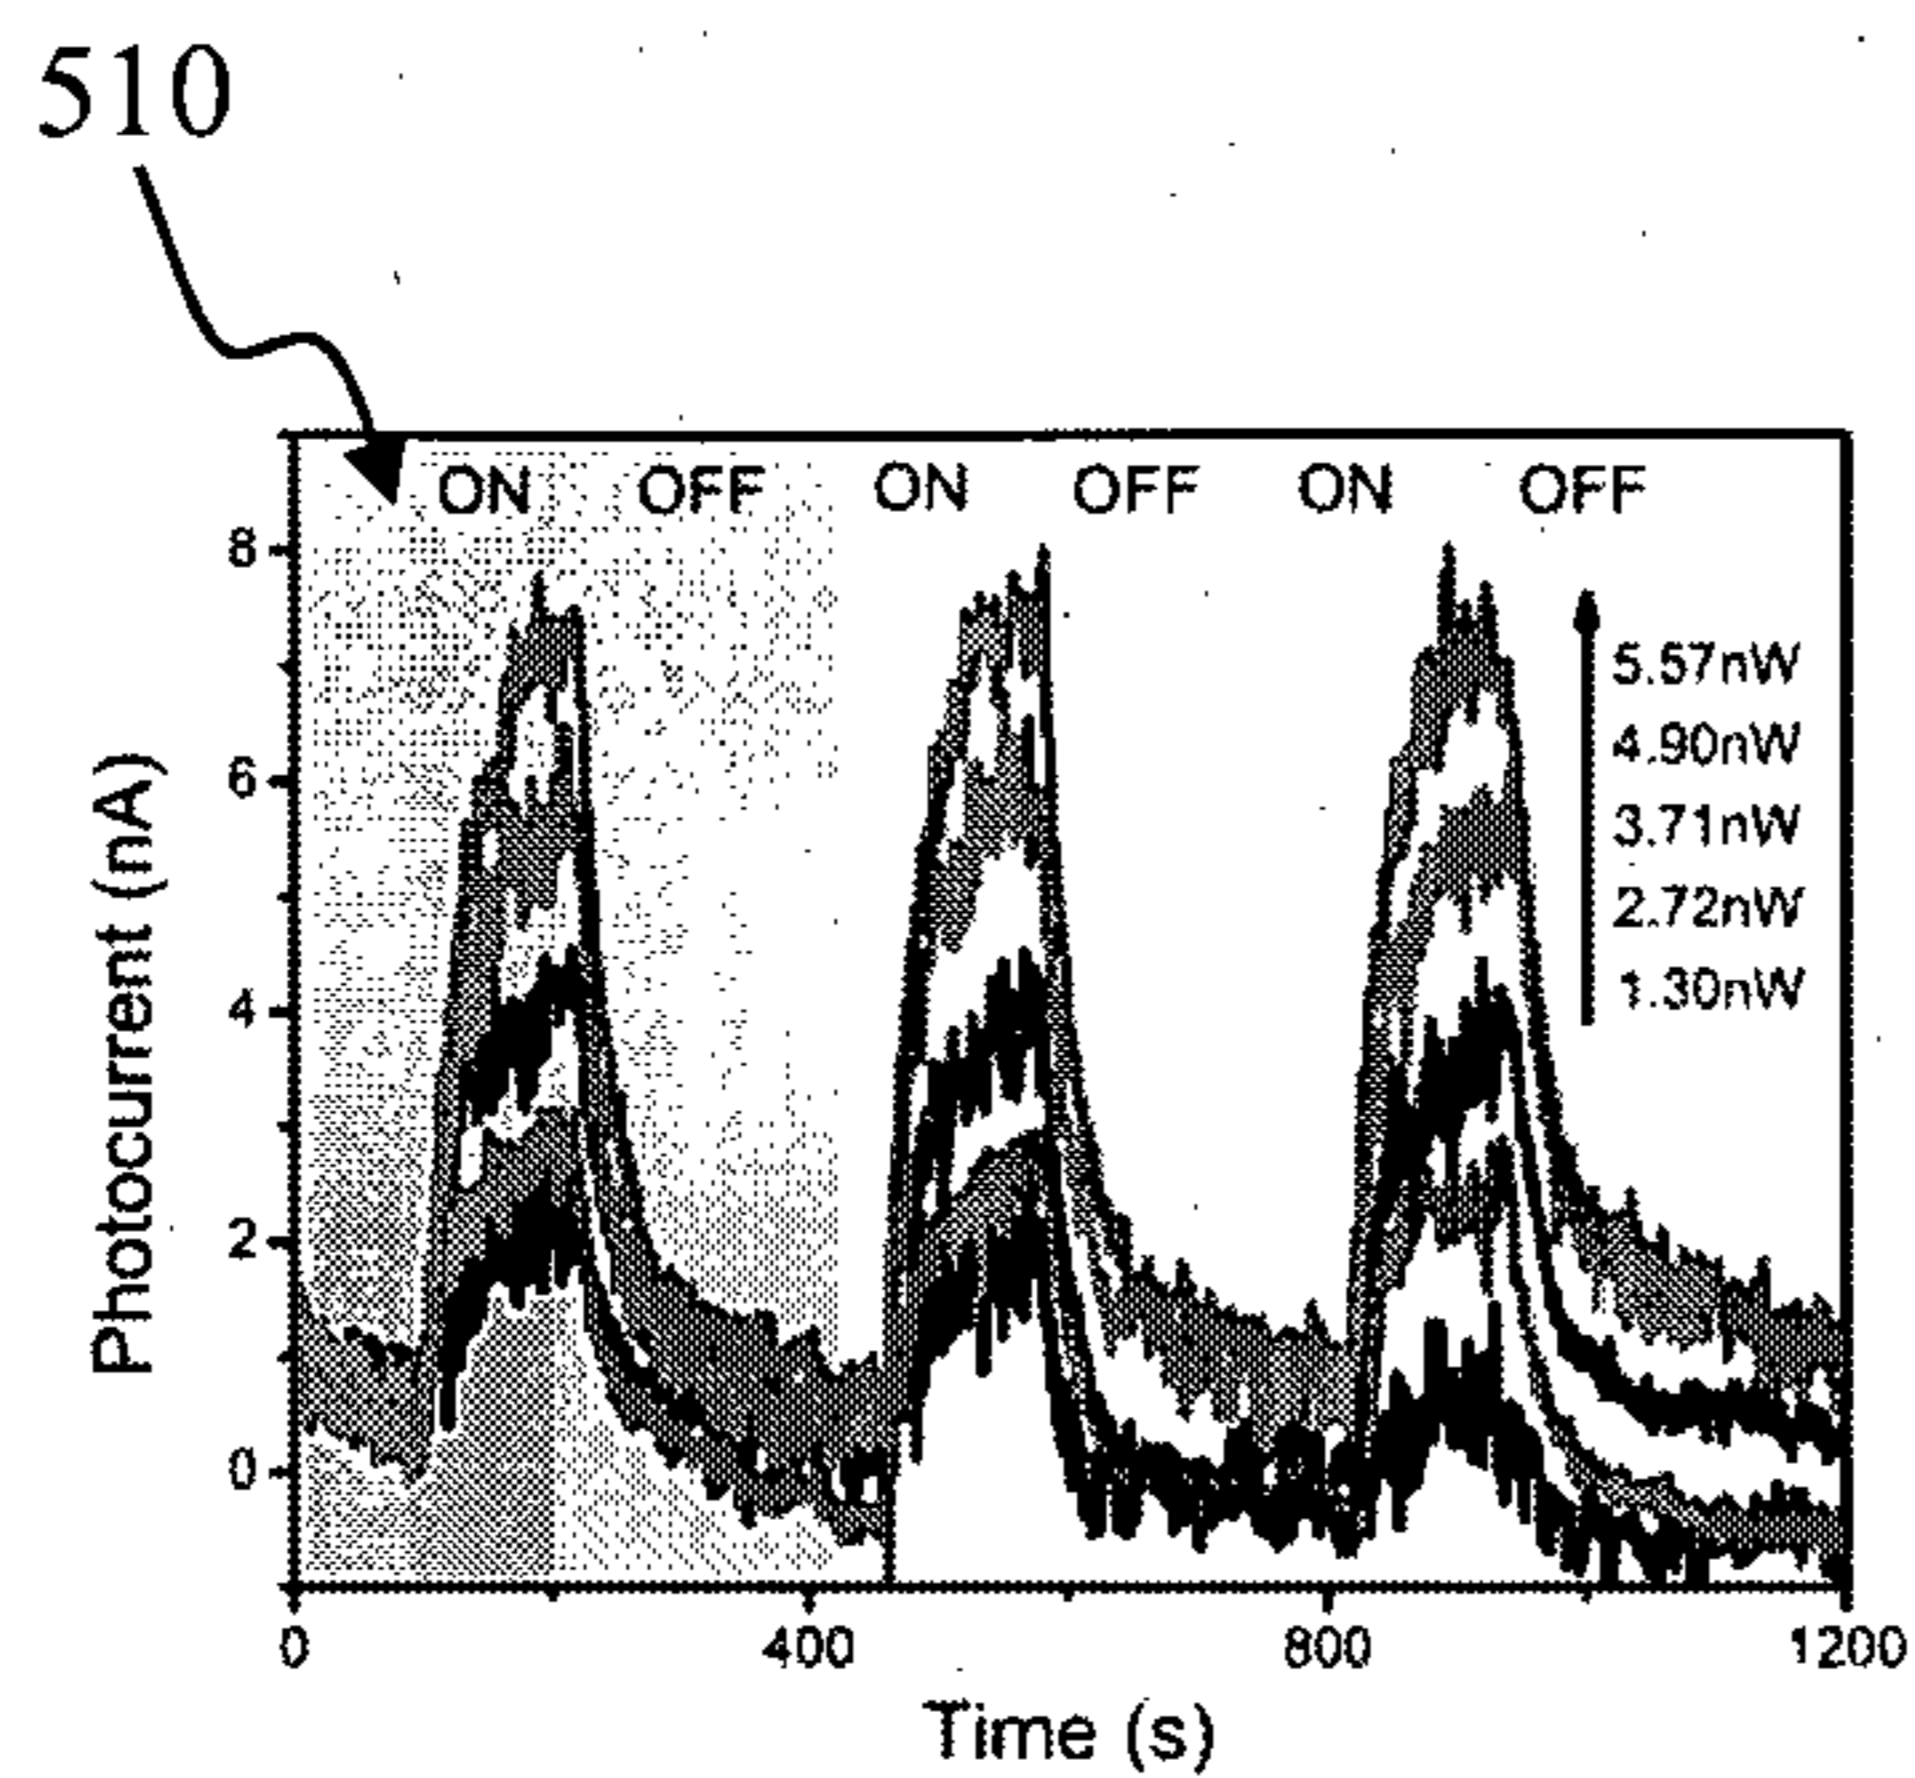 510
ON OFF ON OFF ON OFF
8
6
4
2
0
5.57nW
4.90nW
3.71nW
2.72nW
1.30nW
Photocurrent (nA)
0 400 800 1200
Time (s)